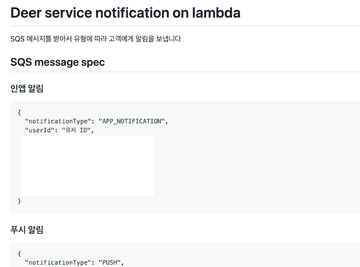 Deer service notification on lambda
SQS 메시지를 받아서 유형에 따라 고객에게 알림을 보냅니다
SQS message spec
인앱 알림
{
"notificationType": "APP_NOTIFICATION",
"userId": "유저 ID",
}
푸시 알림
{
"notificationType": "PUSH",